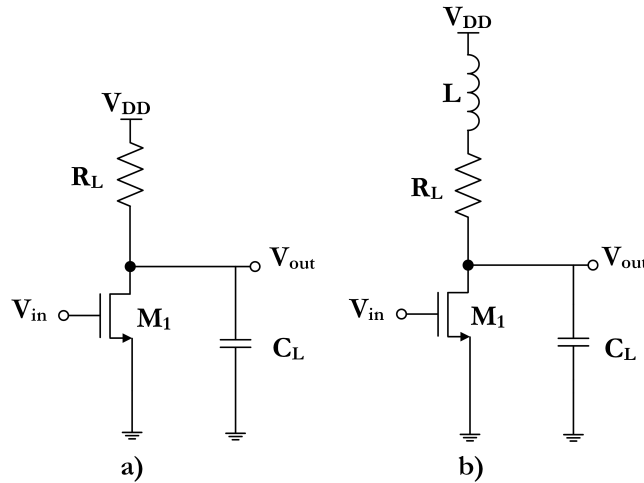 V_DD
R_L
V_in
M_1
V_out
C_L
a)
V_DD
L
R_L
V_in
M_1
V_out
C_L
b)